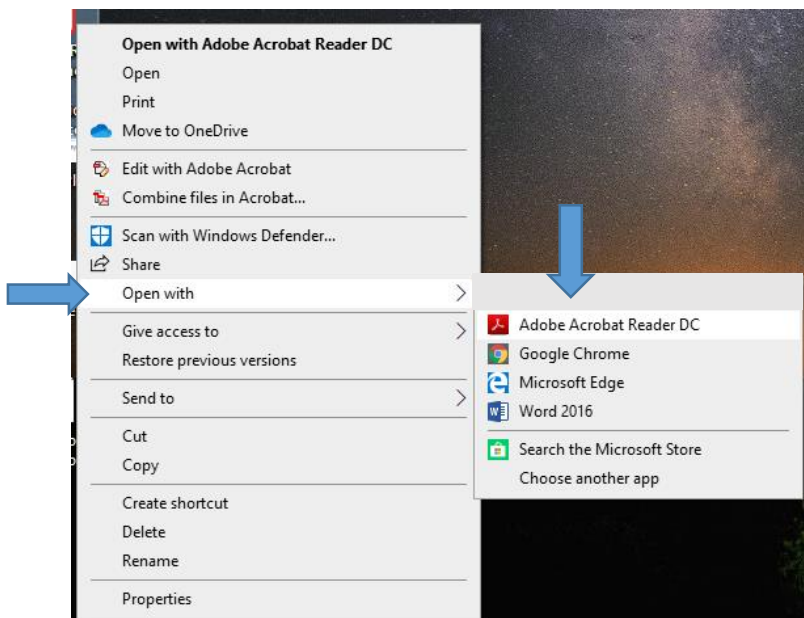 Open with Adobe Acrobat Reader DC
Open
Print
Move to OneDrive
Edit with Adobe Acrobat
Combine files in Acrobat...
Scan with Windows Defender...
Share
Open with
Give access to
Restore previous versions
Send to
Cut
Copy
Create shortcut
Delete
Rename
Properties
Adobe Acrobat Reader DC
Google Chrome
Microsoft Edge
Word 2016
Search the Microsoft Store
Choose another app